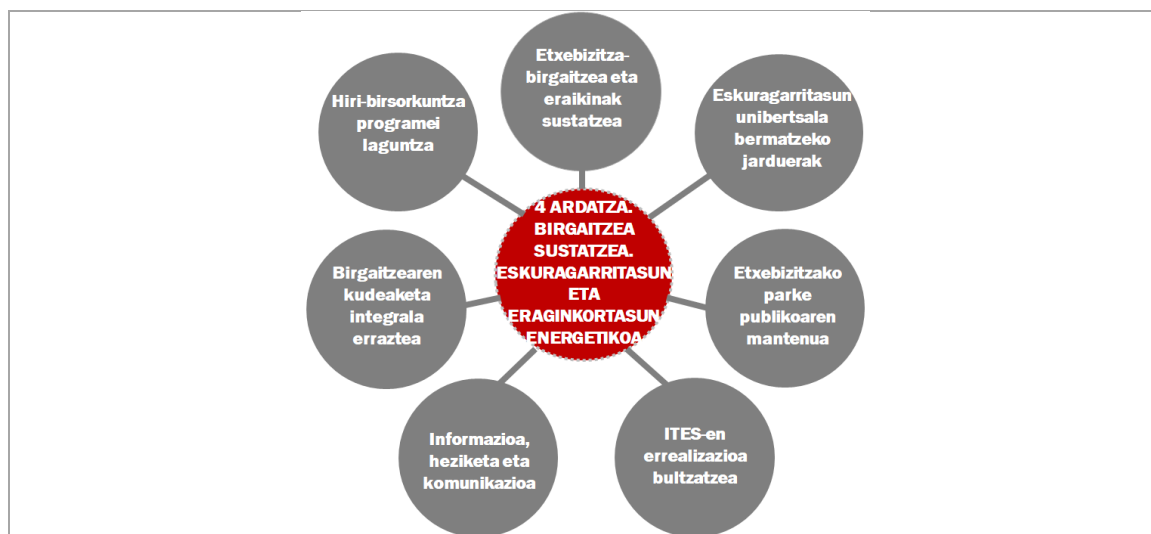 Etxebizitza-
birgaitzea eta
eraikinak
sustatzea
Eskuragarritasun
unibertsala
bermatzeko
jarduerak
Etxebizitzako
parke
publikoaren
mantenua
ITES-en
errealizazioa
bultzatzea
Informazioa,
heziketa eta
komunikazioa
Birgaitzearen
kudeaketa
integrala
erraztea
Hiri-birsorkuntza
programei
laguntza
4 ARDATZA.
BIRGAITZEA
SUSTATZEA.
ESKURAGARRITASUN
ETA
ERAGINKORTASUN
ENERGETIKOA